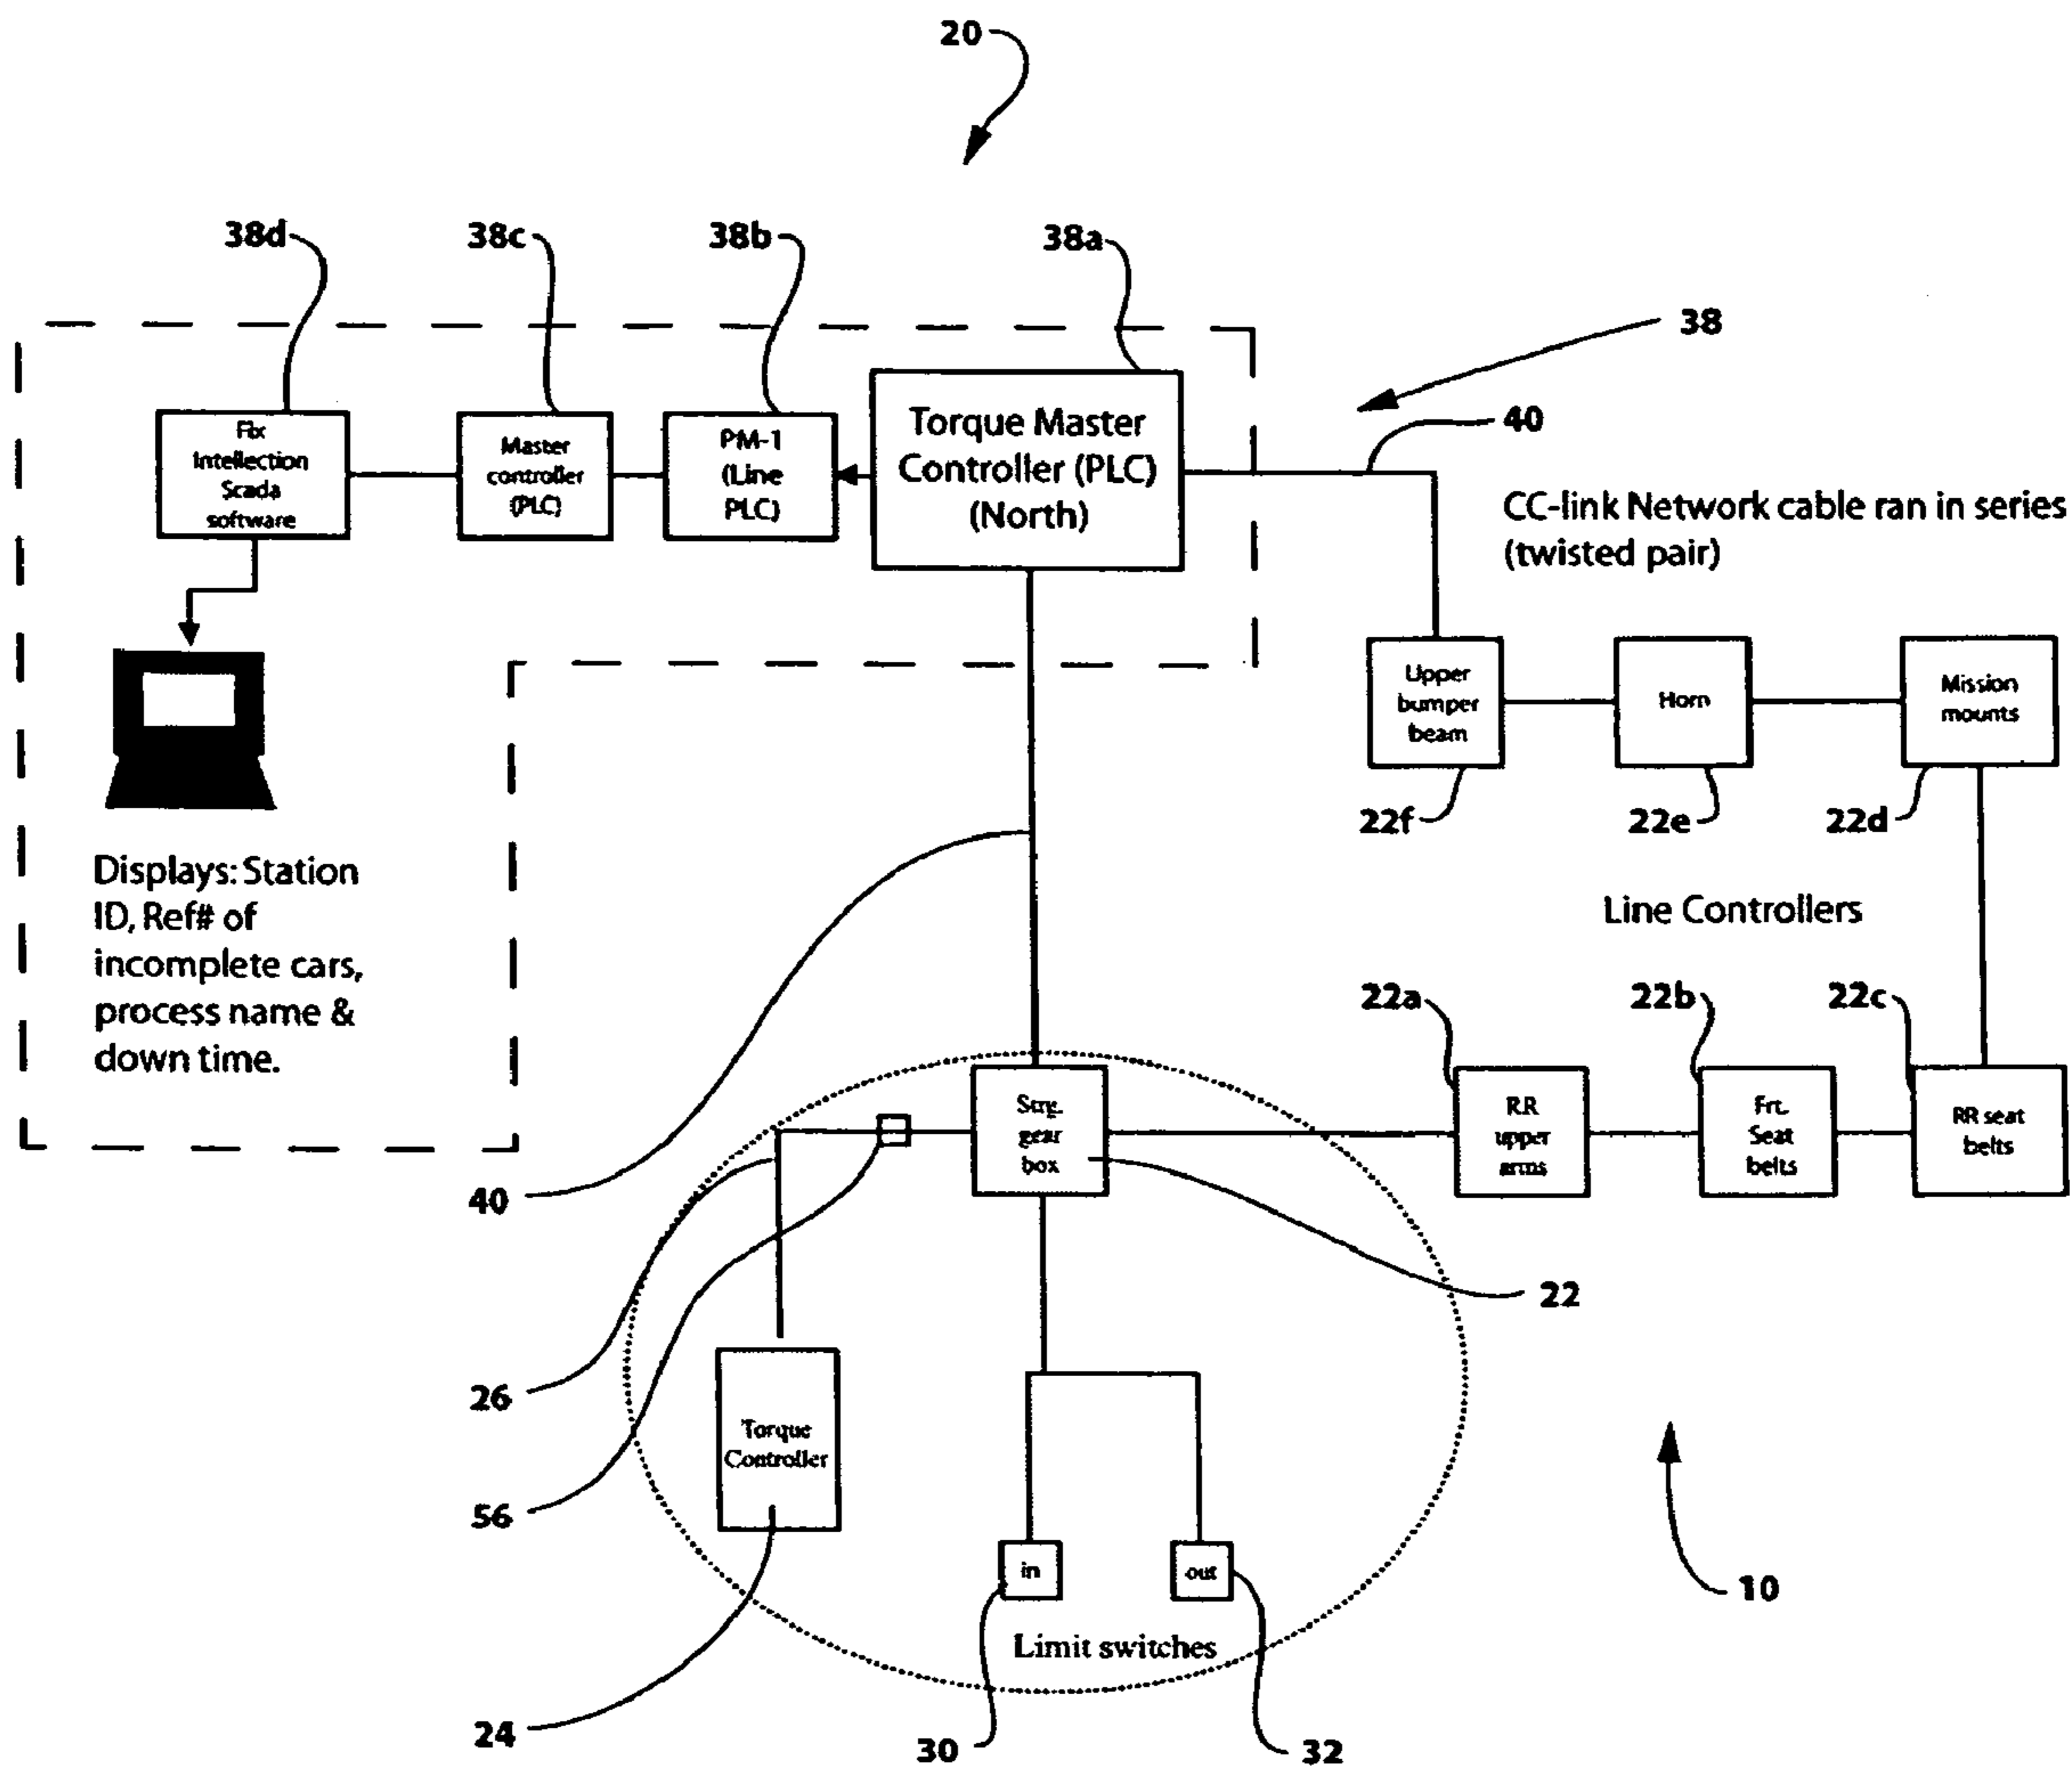 20
38d
38c
38b
38a
38
40
Fix
Intellection
Scada
software
Master
controller
(PLC)
PM-1
(Line
PLC)
Torque Master
Controller (PLC)
(North)
CC-link Network cable ran in series
(twisted pair)
Upper
bumper
beam
Horn
Mission
mounts
22f
22e
22d
Displays: Station
ID, Ref# of
incomplete cars,
process name &
down time.
Line Controllers
22a
22b
22c
Strg.
gear
box
RR
upper
arms
Frt.
Seat
belts
RR seat
belts
40
22
26
Torque
Controller
56
in
out
10
Limit switches
24
30
32